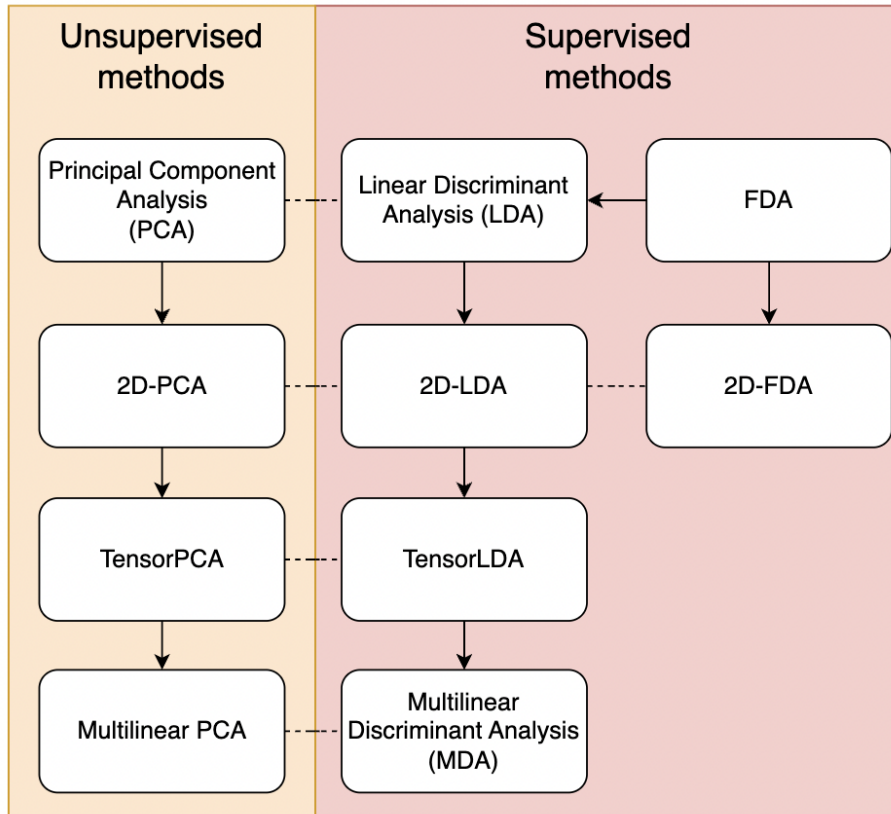 Unsupervised
methods
Supervised
methods
Principal Component
Analysis
(PCA)
Linear Discriminant
Analysis (LDA)
FDA
2D-PCA
2D-LDA
2D-FDA
TensorPCA
TensorLDA
Multilinear PCA
Multilinear
Discriminant Analysis
(MDA)